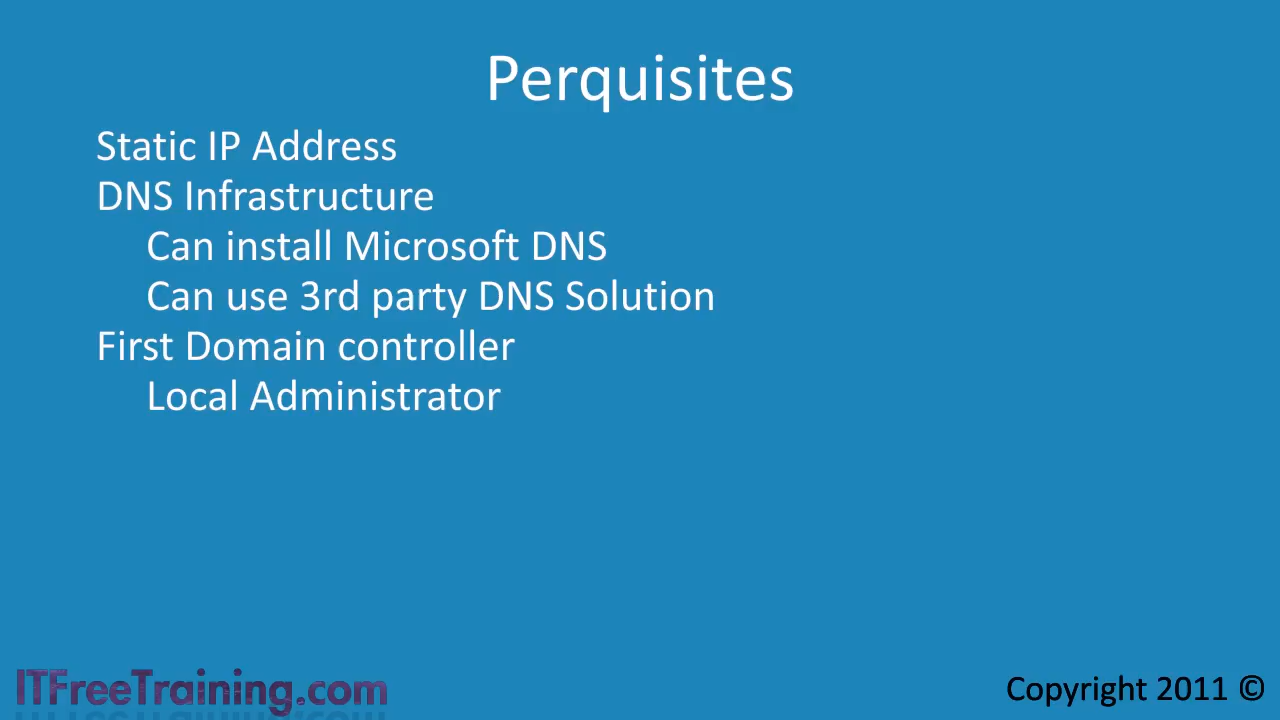 Perquisites
Static IP Address
DNS Infrastructure
Can install Microsoft DNS
Can use 3rd party DNS Solution
First Domain controller
Local Administrator
ITFreeTraining.com
Copyright 2011 ©